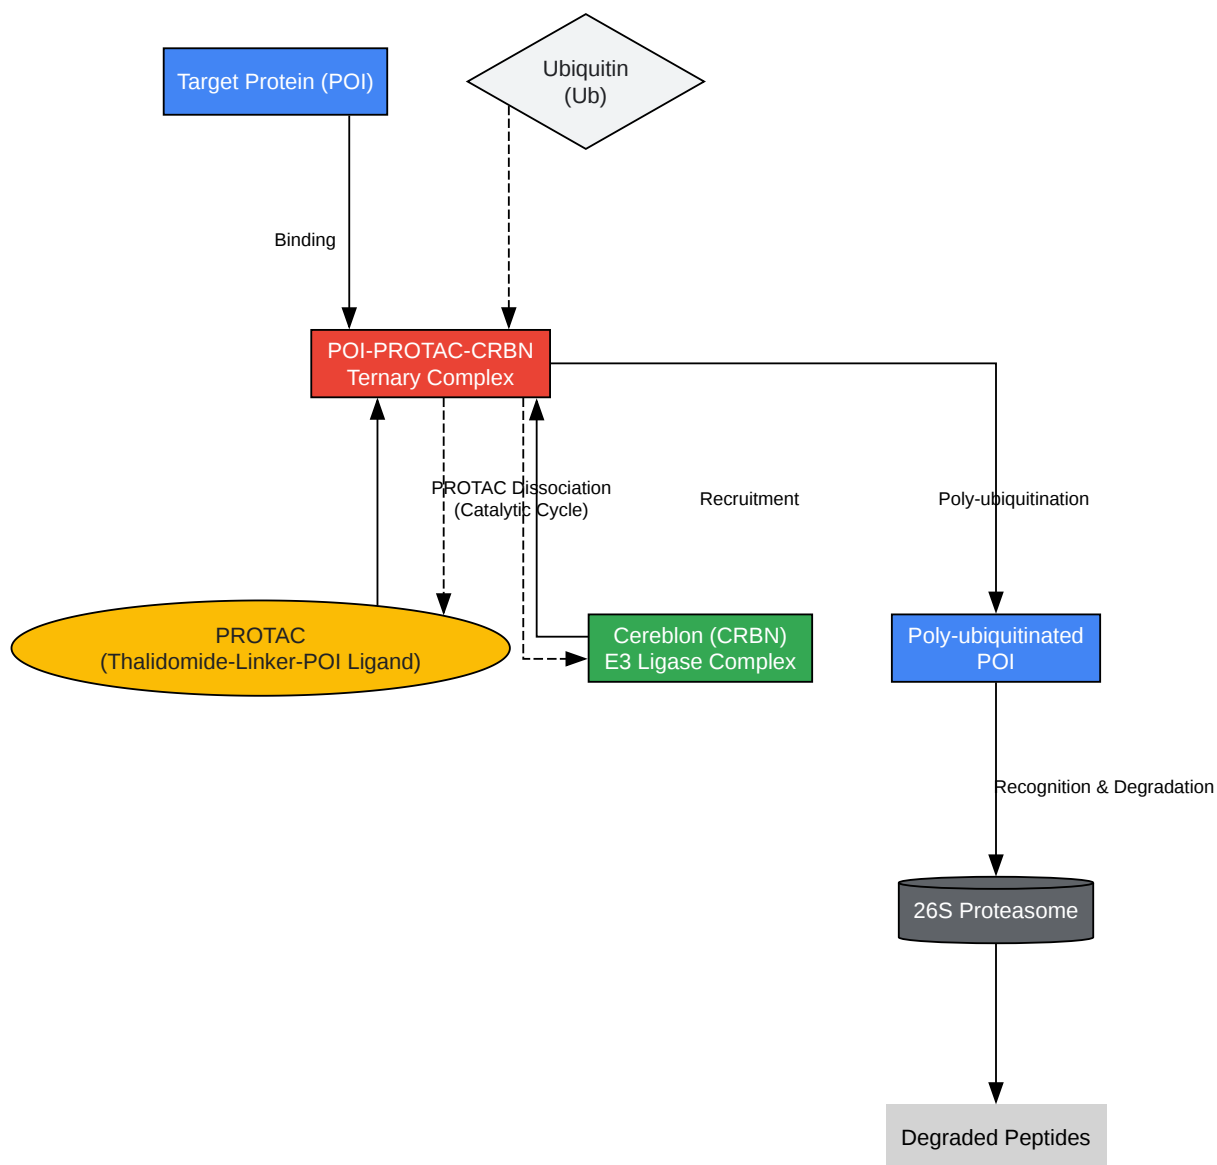 Target Protein (POI)
Ubiquitin
(Ub)
Binding
POI-PROTAC-CRBN
Ternary Complex
PROTAC Dissociation
(Catalytic Cycle)
Recruitment
Poly-ubiquitination
PROTAC
(Thalidomide-Linker-POI Ligand)
Cereblon (CRBN)
E3 Ligase Complex
Poly-ubiquitinated
POI
Recognition & Degradation
26S Proteasome
Degraded Peptides